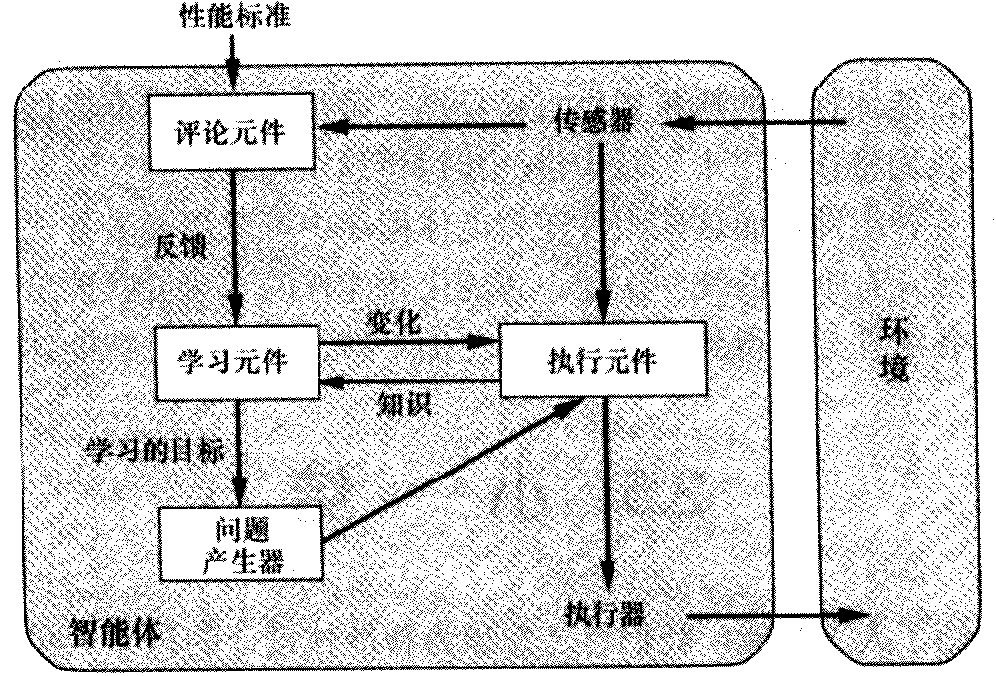 性能标准
评论元件
传感器
反馈
变化
学习元件
执行元件
知识
学习的目标
问题
产生器
执行器
智能体
环
境